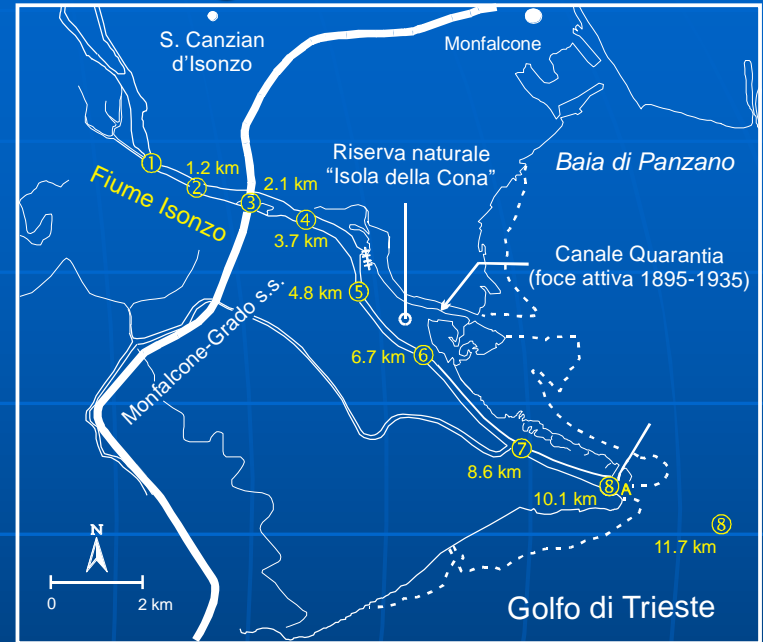 S. Canzian
d'Isonzo
Monfalcone
1
1.2 km
2
Fiume Isonzo
3
2.1 km
4
3.7 km
Riserva naturale
“Isola della Cona”
Baia di Panzano
Canale Quarantia
(foce attiva 1895-1935)
4.8 km
5
Monfalcone-Grado s.s.
6.7 km
6
7
8.6 km
8
A
10.1 km
8
11.7 km
N
0 2 km
Golfo di Trieste